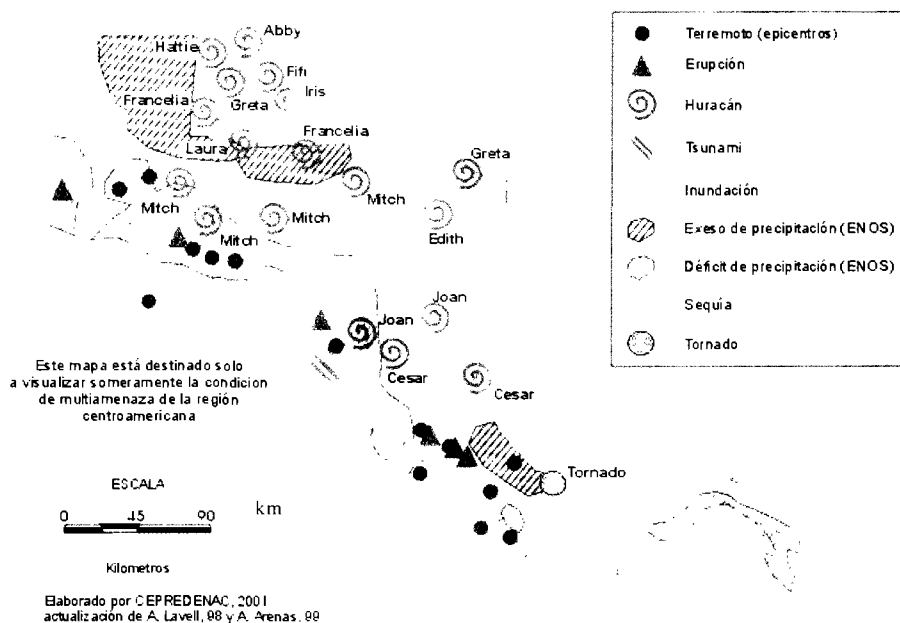 Abby
Hattie
Fifi
Iris
Greta
Francelia
Francelia
Laura
Greta
Mitch
Mitch
Mitch
Mitch
Edith
Joan
Joan
Cesar
Cesar
Tornado
Terremoto (epicentros)
Erupción
Huracán
Tsunami
Inundación
Exeso de precipitación (ENOS)
Déficit de precipitación (ENOS)
Sequía
Tornado
Este mapa está destinado solo
a visualizar someramente la condicion
de multiamenaza de la región
centroamericana
ESCALA
0 45 90 km
Kilometros
Elaborado por CEPREDENAC, 2001
actualización de A. Lavell, 98 y A. Arenas, 99